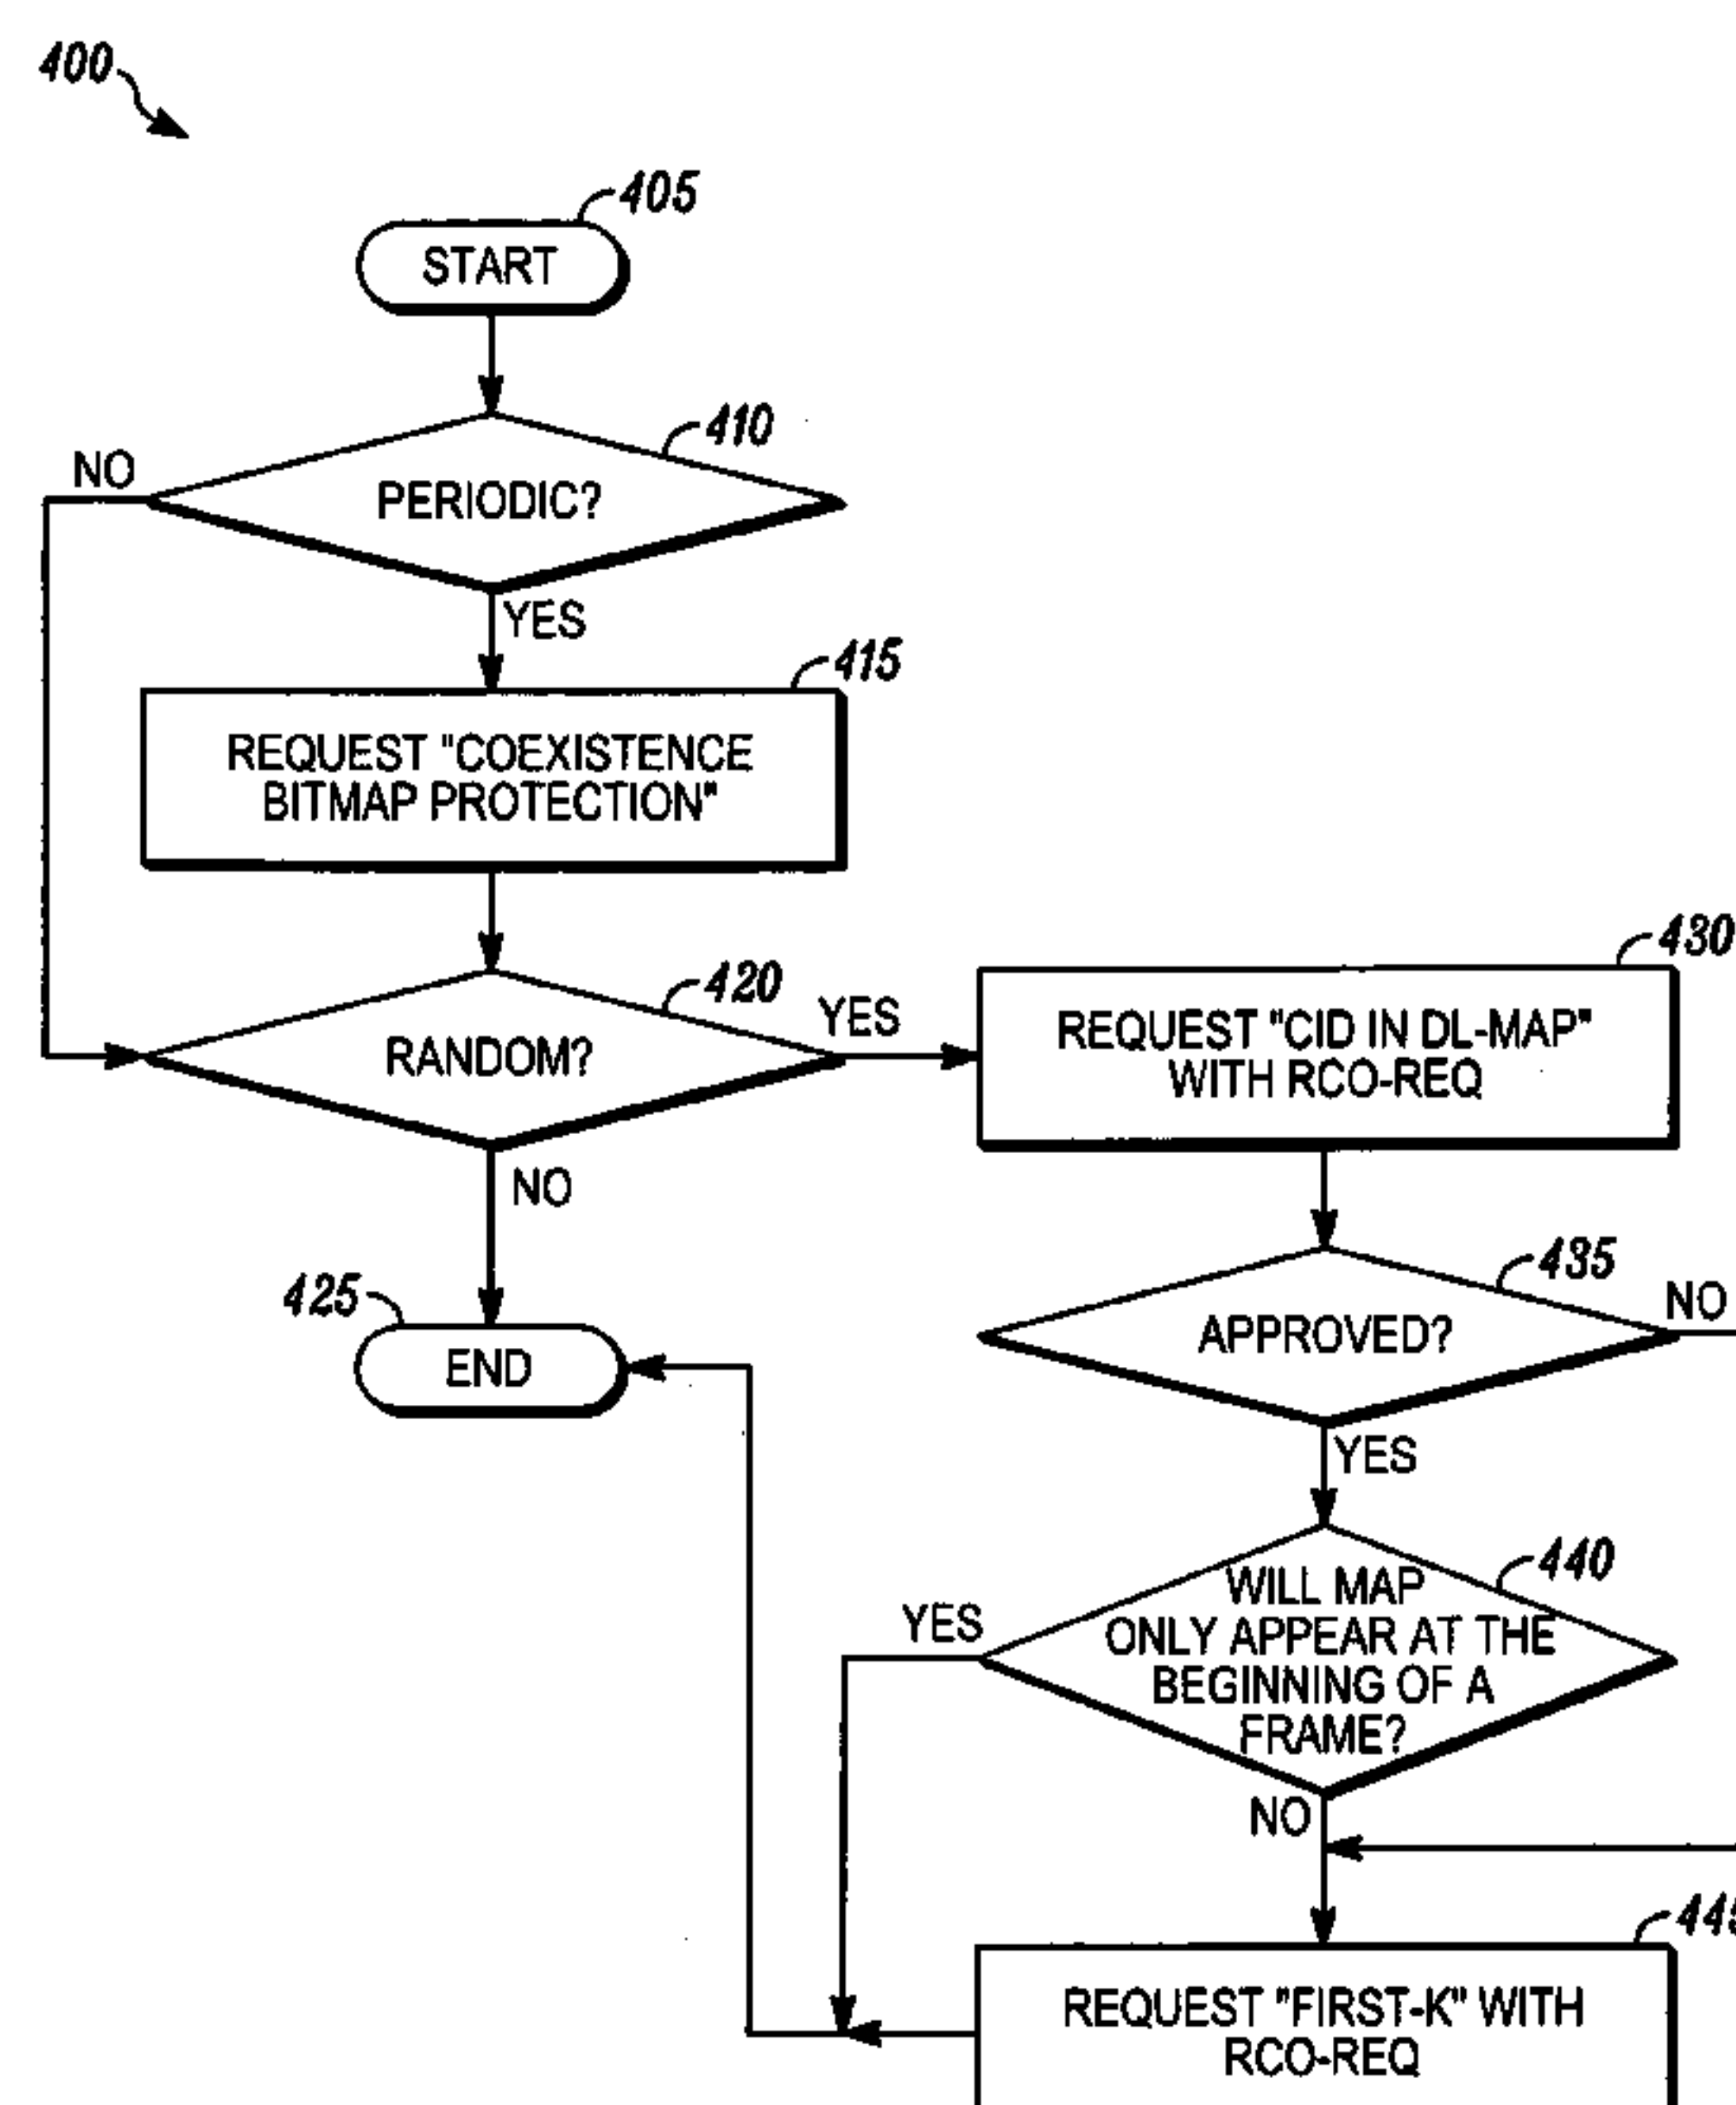 400
405
START
410
NO
PERIODIC?
YES
415
REQUEST "COEXISTENCE
BITMAP PROTECTION"
420
YES
RANDOM?
NO
430
REQUEST "CID IN DL-MAP"
WITH RCO-REQ
425
END
435
NO
APPROVED?
YES
440
WILL MAP
ONLY APPEAR AT THE
BEGINNING OF A
FRAME?
YES
NO
REQUEST "FIRST-K" WITH
RCO-REQ